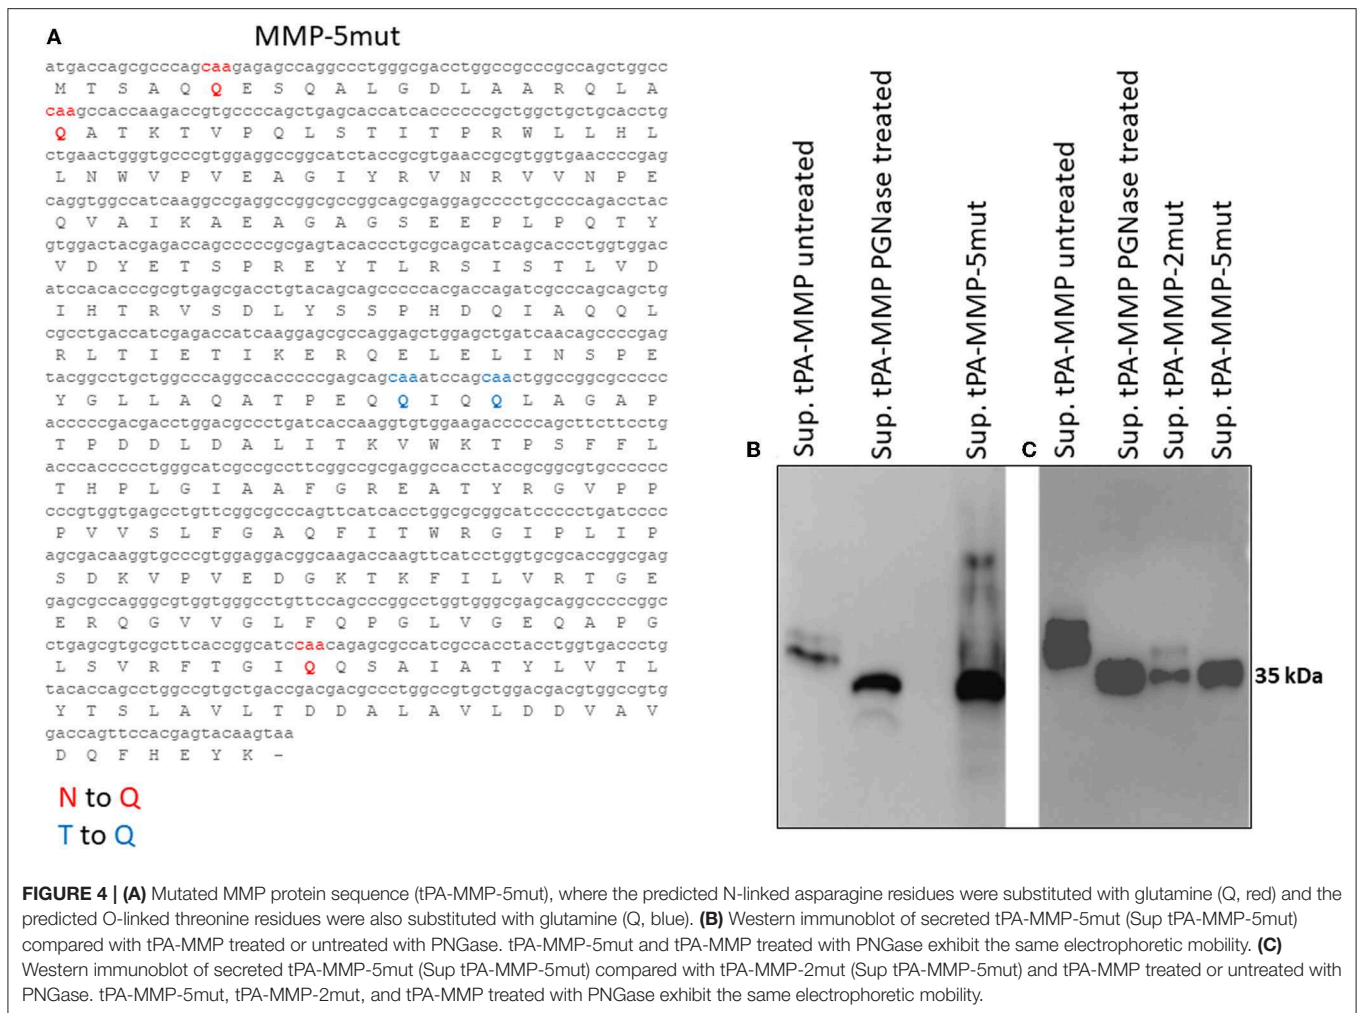 A
MMP-5mut
atgaccagcgcccagcaagagagccaggccctgggcgacctggccgcccgccagctggcc
M T S A Q Q E S Q A L G D L A A R Q L A
caagccaccaagaccgtgccccagctgagcaccatcacccccgctggctgctgcacctg
Q A T K T V P Q L S T I T P R W L L H L
ctgaactgggtgcccgtggaggccggcatctaccgcgtgaaccgcgtggtgaaccccgag
L N W V P V E A G I Y R V N R V V N P E
caggtggccatcaaggccgaggccggcgccggcagcgaggagcccctgccccagacctac
Q V A I K A E A G A G S E E P L P Q T Y
gtggactacgagaccagcccccgcgagtacaccctgcgcagcatcagcaccctggtggac
V D Y E T S P R E Y T L R S I S T L V D
atccacacccgcgtgagcgacctgtacagcagcccccacgaccagatcgcccagcagctg
I H T R V S D L Y S S P H D Q I A Q Q L
cgcctgaccatcgagaccatcaaggagcgccaggagctggagctgatcaacagccccgag
R L T I E T I K E R Q E L E L I N S P E
tacggcctgctggcccaggccacccccgagcagcaaatccagcaactggccggcgccccc
Y G L L A Q A T P E Q Q I Q Q L A G A P
acccccgacgacctggacgccctgatcaccaaggtgtggaagacccccagcttcttcctg
T P D D L D A L I T K V W K T P S F F L
acccacccctgggcatcgccgccttcggccgcgaggccacctaccgcggcgtgccccc
T H P L G I A A F G R E A T Y R G V P P
cccgtggtgagcctgttcggcgcccagttcatcacctggcgcggcatccccctgatcccc
P V V S L F G A Q F I T W R G I P L I P
agcgacaaggtgcccgtggaggacggcaagaccaagttcatcctggtgcgcaccggcgag
S D K V P V E D G K T K F I L V R T G E
gagcgccagggcgtggtgggcctgttccagcccggcctggtgggcgagcaggcccccggc
E R Q G V V G L F Q P G L V G E Q A P G
ctgagcgtgcgcttcaccggcatccaacagagcgccatcgccacctacctggtgaccctg
L S V R F T G I Q Q S A I A T Y L V T L
tacaccagcctggccgtgctgaccgacgacgccctggccgtgctggacgacgtggccgtg
Y T S L A V L T D D A L A V L D D V A V
gaccagttccacgagtacaagtaa
D Q F H E Y K –
N to Q
T to Q
B
Sup. tPA-MMP untreated
Sup. tPA-MMP PGNase treated
Sup. tPA-MMP-5mut
C
Sup. tPA-MMP untreated
Sup. tPA-MMP PGNase treated
Sup. tPA-MMP-2mut
Sup. tPA-MMP-5mut
35 kDa
FIGURE 4 | (A) Mutated MMP protein sequence (tPA-MMP-5mut), where the predicted N-linked asparagine residues were substituted with glutamine (Q, red) and the
predicted O-linked threonine residues were also substituted with glutamine (Q, blue). (B) Western immunoblot of secreted tPA-MMP-5mut (Sup tPA-MMP-5mut)
compared with tPA-MMP treated or untreated with PNGase. tPA-MMP-5mut and tPA-MMP treated with PNGase exhibit the same electrophoretic mobility. (C)
Western immunoblot of secreted tPA-MMP-5mut (Sup tPA-MMP-5mut) compared with tPA-MMP-2mut (Sup tPA-MMP-5mut) and tPA-MMP treated or untreated with
PNGase. tPA-MMP-5mut, tPA-MMP-2mut, and tPA-MMP treated with PNGase exhibit the same electrophoretic mobility.